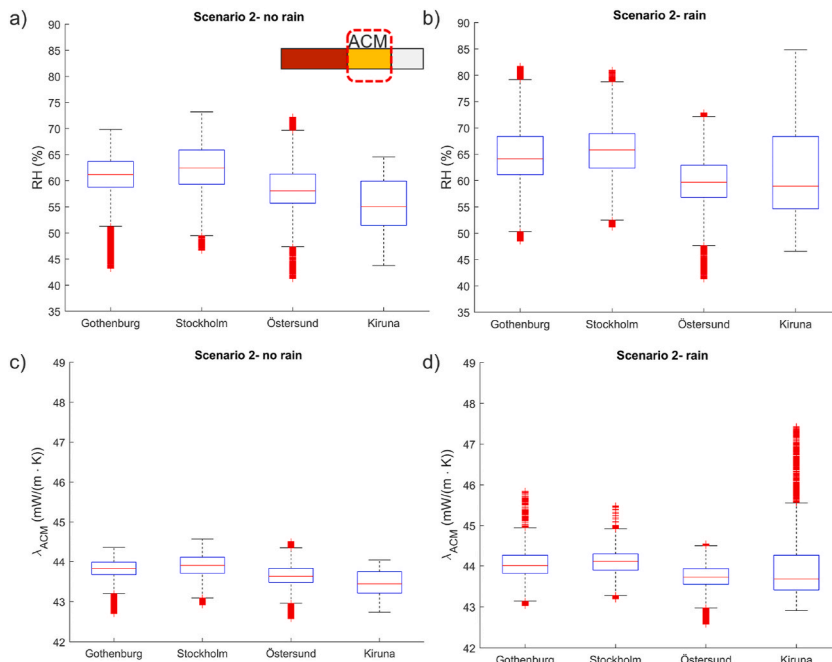 a)
Scenario 2- no rain
ACM
90
85
80
75
70
65
60
55
50
45
40
35
RH (%)
Gothenburg Stockholm Östersund Kiruna
b)
Scenario 2- rain
90
85
80
75
70
65
60
55
50
45
40
35
RH (%)
Gothenburg Stockholm Östersund Kiruna
c)
Scenario 2- no rain
49
48
47
46
45
44
43
42
λACM (mW/(m · K))
Gothenburg Stockholm Östersund Kiruna
d)
Scenario 2- rain
49
48
47
46
45
44
43
42
λACM (mW/(m · K))
Gothenburg Stockholm Östersund Kiruna